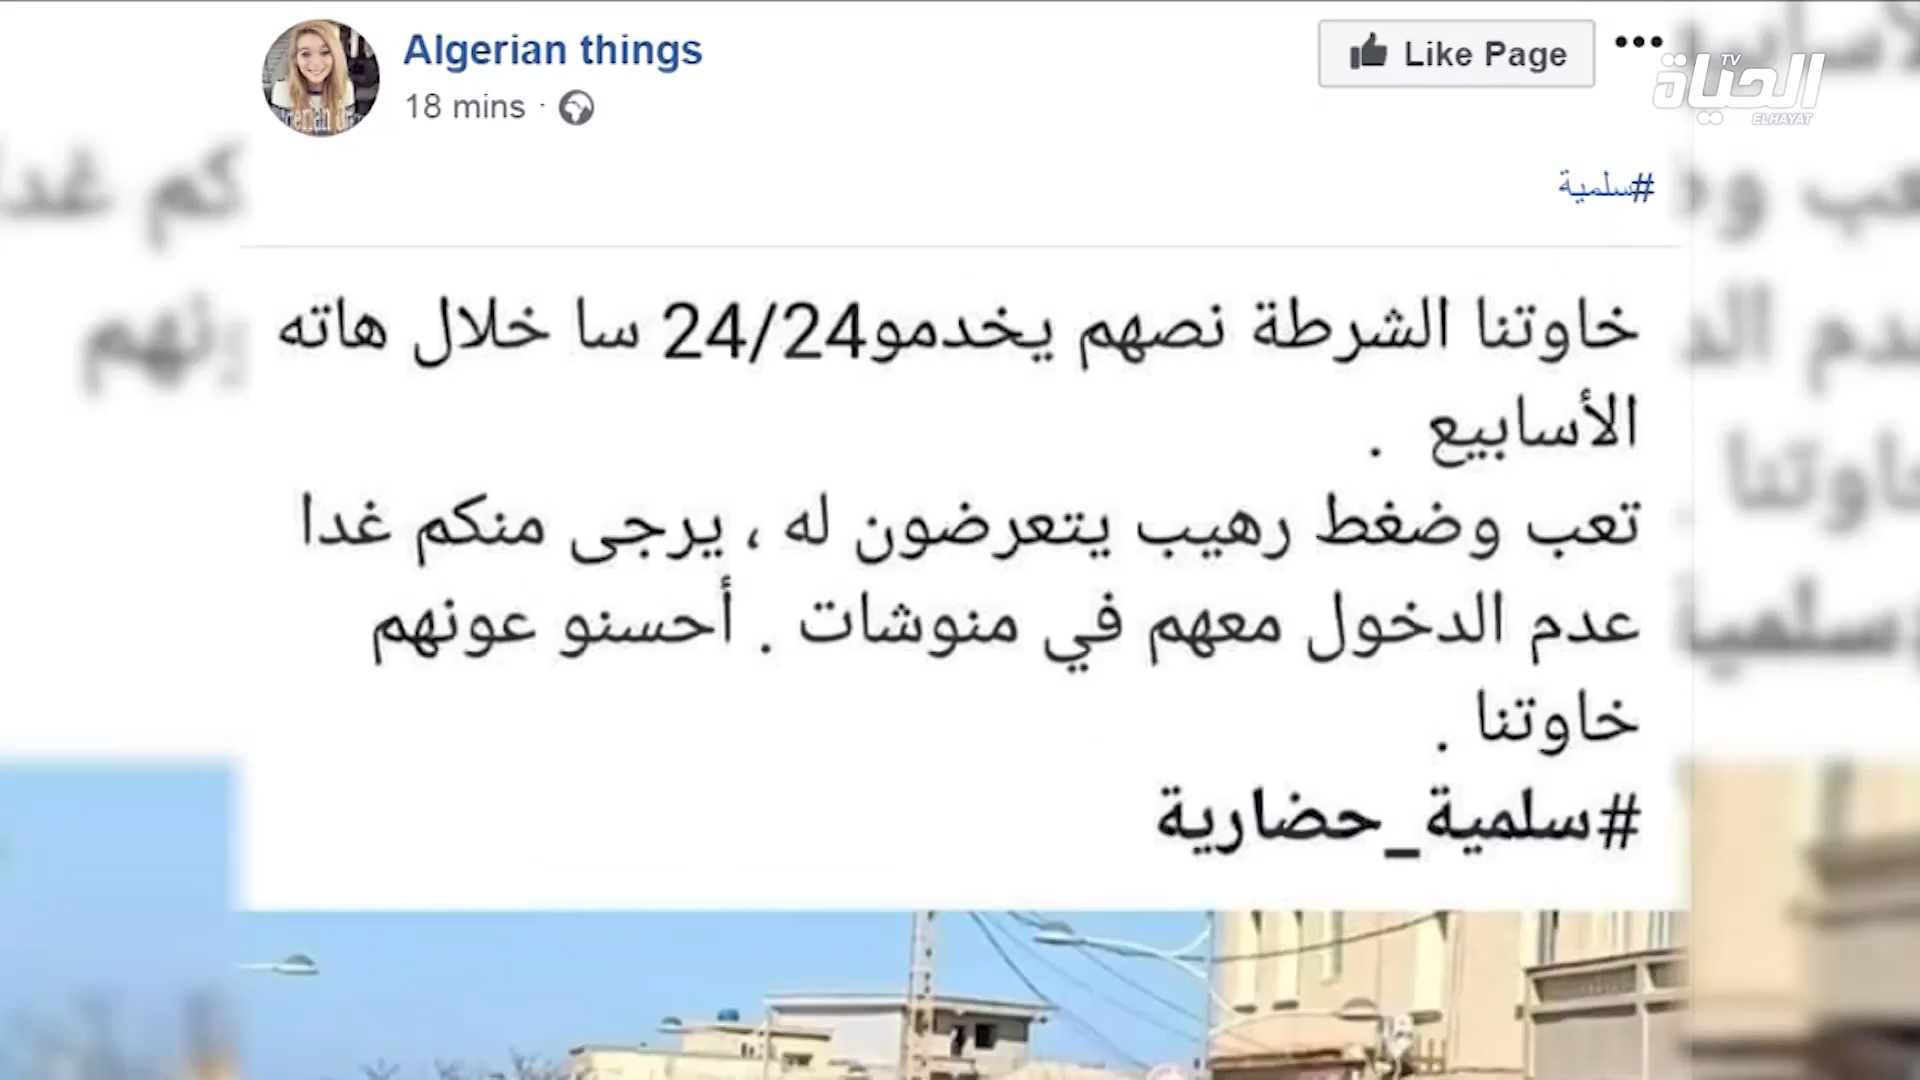 Algerian things
18 mins ·
Like Page
الحياة TV
ELHAYAT
#سلمية
خاوتنا الشرطة نصهم يخدمو24/24 سا خلال هاته
الأسابيع .
تعب وضغط رهيب يتعرضون له ، يرجى منكم غدا
عدم الدخول معهم في منوشات . أحسنو عونهم
خاوتنا .
#سلمية_حضارية